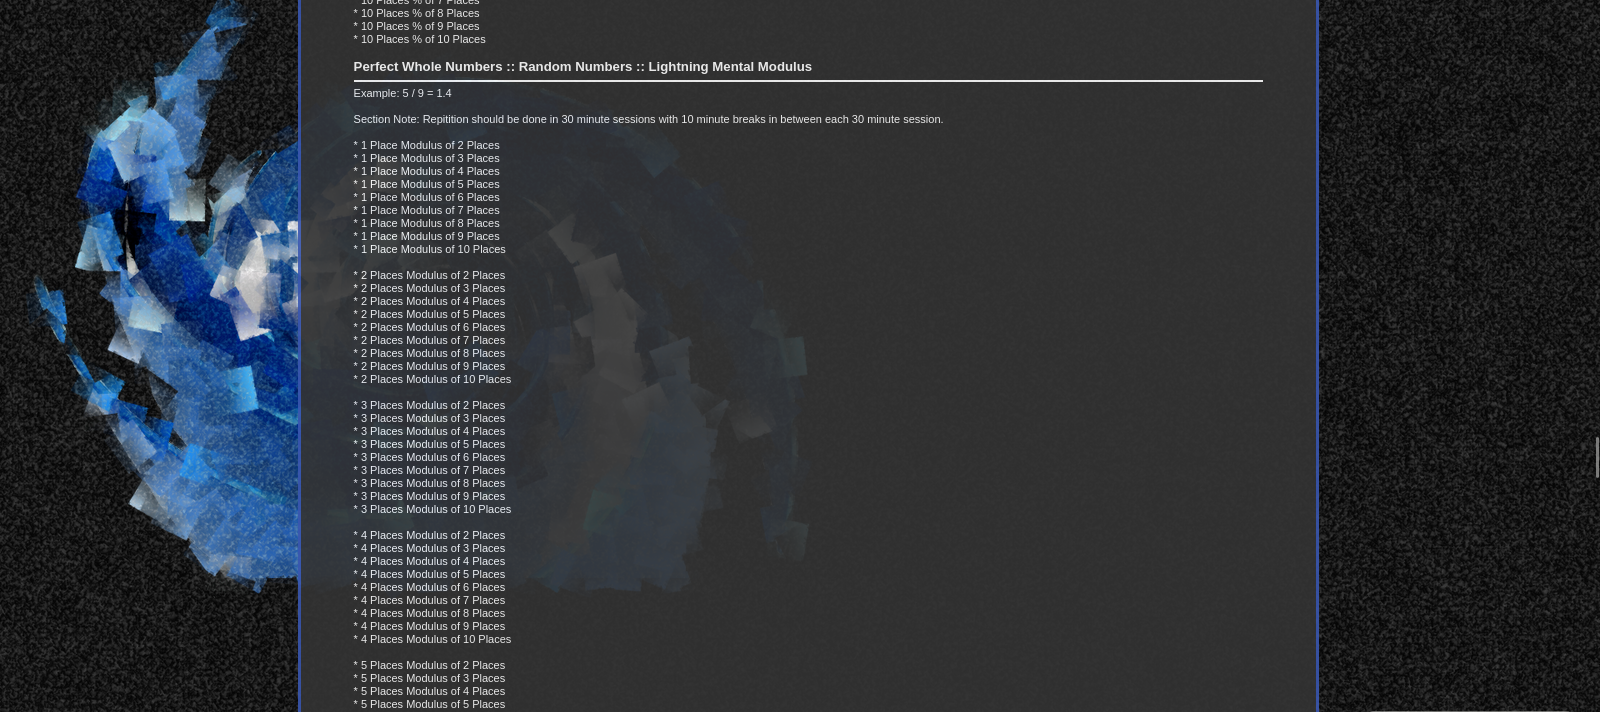 * 10 Places % of 7 Places
* 10 Places % of 8 Places
* 10 Places % of 9 Places
* 10 Places % of 10 Places
Perfect Whole Numbers :: Random Numbers :: Lightning Mental Modulus
Example: 5 / 9 = 1.4
Section Note: Repitition should be done in 30 minute sessions with 10 minute breaks in between each 30 minute session.
* 1 Place Modulus of 2 Places
* 1 Place Modulus of 3 Places
* 1 Place Modulus of 4 Places
* 1 Place Modulus of 5 Places
* 1 Place Modulus of 6 Places
* 1 Place Modulus of 7 Places
* 1 Place Modulus of 8 Places
* 1 Place Modulus of 9 Places
* 1 Place Modulus of 10 Places
* 2 Places Modulus of 2 Places
* 2 Places Modulus of 3 Places
* 2 Places Modulus of 4 Places
* 2 Places Modulus of 5 Places
* 2 Places Modulus of 6 Places
* 2 Places Modulus of 7 Places
* 2 Places Modulus of 8 Places
* 2 Places Modulus of 9 Places
* 2 Places Modulus of 10 Places
* 3 Places Modulus of 2 Places
* 3 Places Modulus of 3 Places
* 3 Places Modulus of 4 Places
* 3 Places Modulus of 5 Places
* 3 Places Modulus of 6 Places
* 3 Places Modulus of 7 Places
* 3 Places Modulus of 8 Places
* 3 Places Modulus of 9 Places
* 3 Places Modulus of 10 Places
* 4 Places Modulus of 2 Places
* 4 Places Modulus of 3 Places
* 4 Places Modulus of 4 Places
* 4 Places Modulus of 5 Places
* 4 Places Modulus of 6 Places
* 4 Places Modulus of 7 Places
* 4 Places Modulus of 8 Places
* 4 Places Modulus of 9 Places
* 4 Places Modulus of 10 Places
* 5 Places Modulus of 2 Places
* 5 Places Modulus of 3 Places
* 5 Places Modulus of 4 Places
* 5 Places Modulus of 5 Places